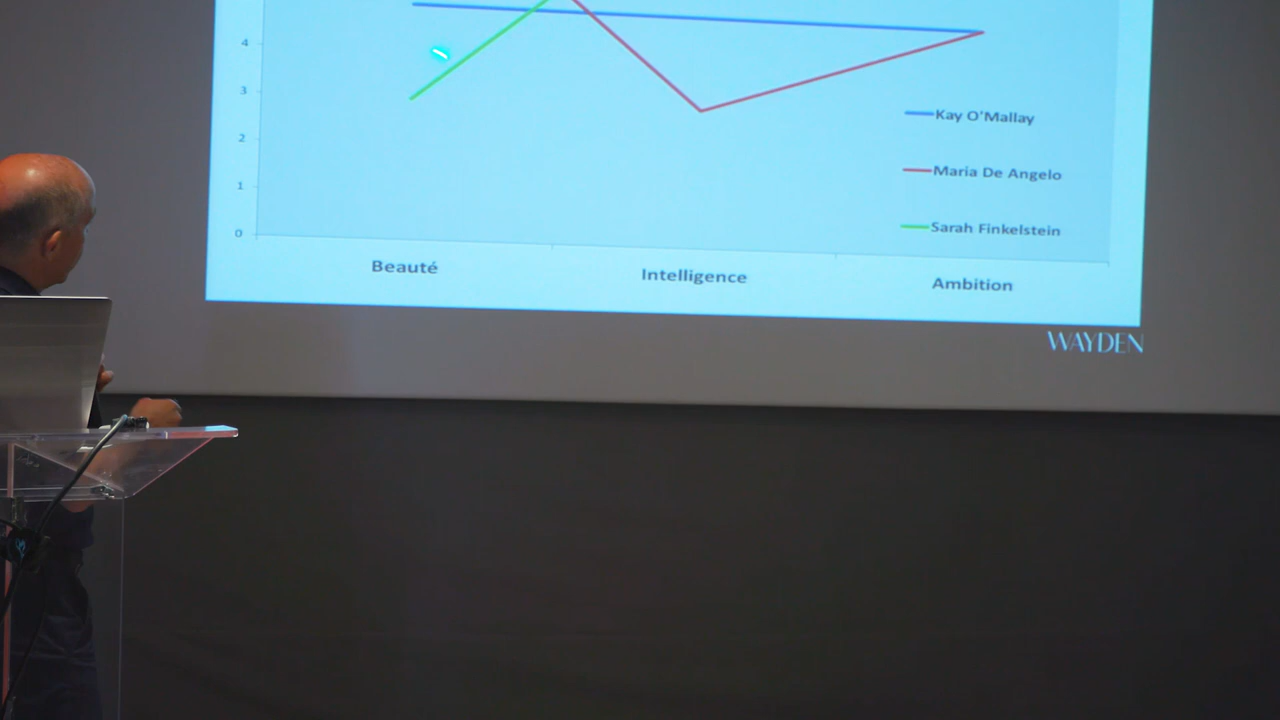 4
3
2
1
0
Kay O'Mallay
Maria De Angelo
Sarah Finkelstein
Beauté
Intelligence
Ambition
WAYDEN